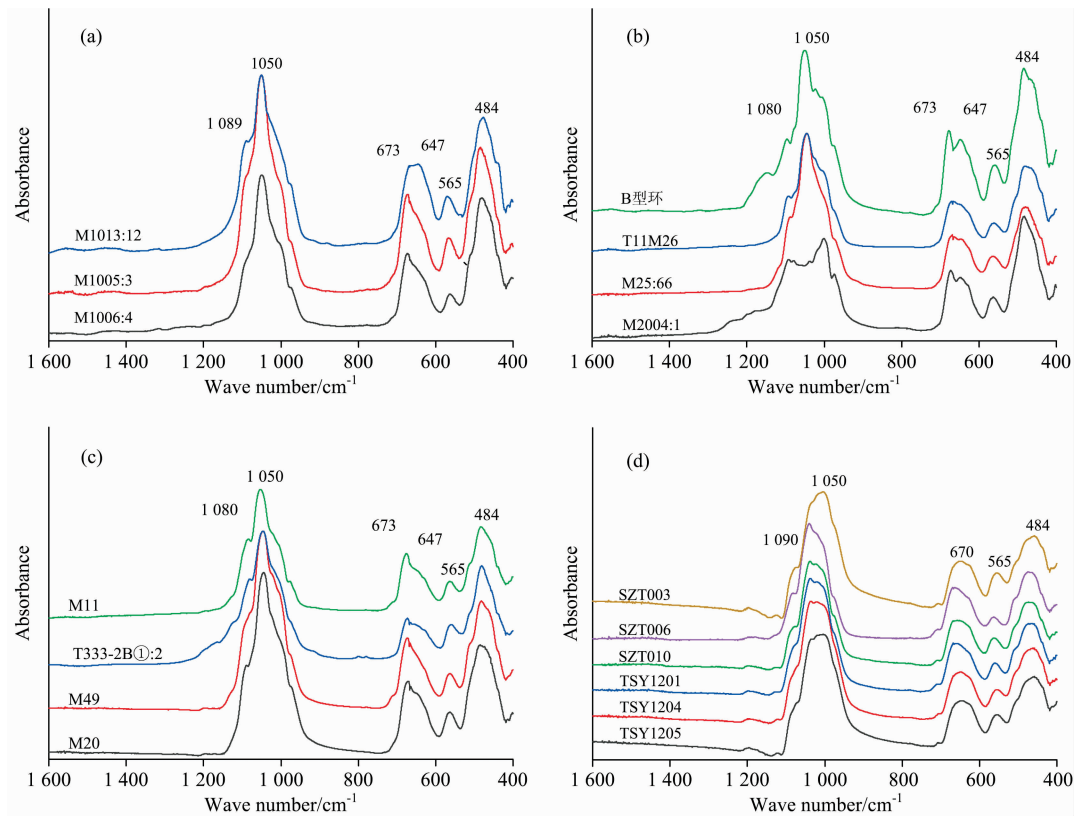 (a)
1050
1 089
484
673
647
565
M1013:12
M1005:3
M1006:4
Absorbance
1 600 1 400 1 200 1 000 800 600 400
Wave number/cm-1
(b)
1 050
484
1 080
673
647
565
B型环
T11M26
M25:66
M2004:1
Absorbance
1 600 1 400 1 200 1 000 800 600 400
Wave number/cm-1
(c)
1 050
1 080
673
647
484
565
M11
T333-2B①:2
M49
M20
Absorbance
1 600 1 400 1 200 1 000 800 600 400
Wave number/cm-1
(d)
1 050
1 090
670
565
484
SZT003
SZT006
SZT010
TSY1201
TSY1204
TSY1205
Absorbance
1 600 1 400 1 200 1 000 800 600 400
Wave number/cm-1